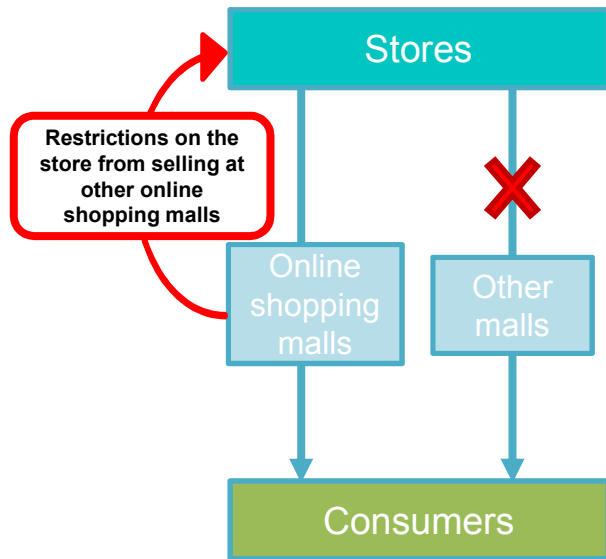 Stores
Restrictions on the
store from selling at
other online
shopping malls
Online
shopping
malls
Other
malls
Consumers